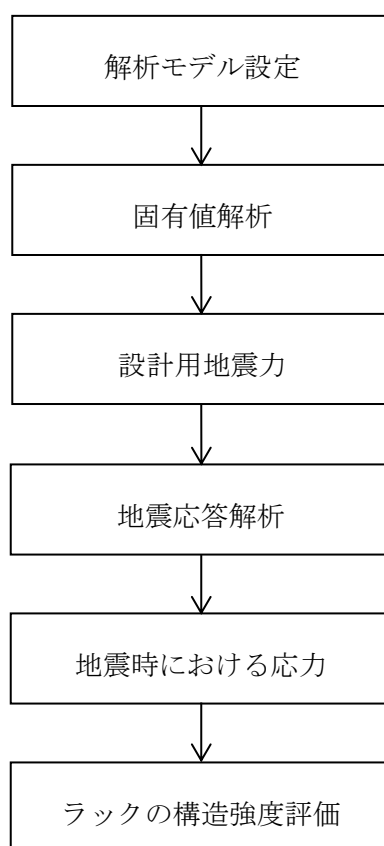 解析モデル設定
固有値解析
設計用地震力
地震応答解析
地震時における応力
ラックの構造強度評価